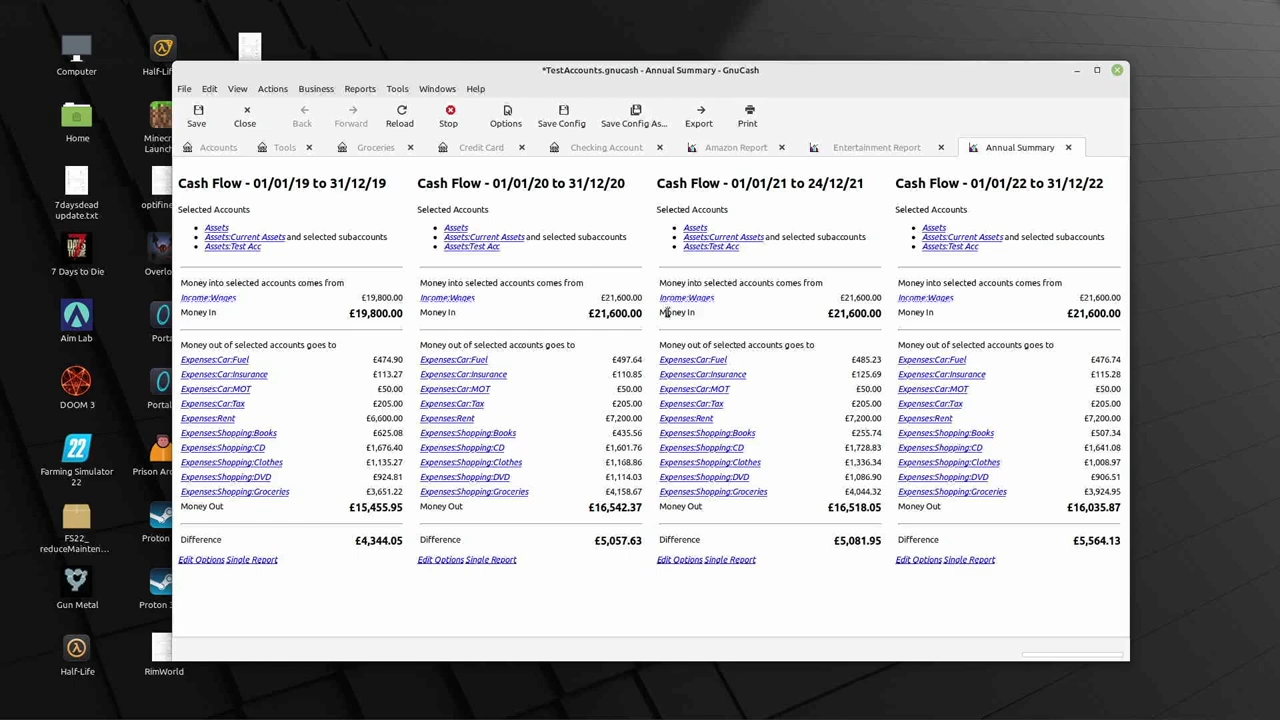 Computer
Home
7daysdead
update.txt
7 Days to Die
Aim Lab
DOOM 3
Farming Simulator
22
FS22_
reduceMainten...
Gun Metal
Half-Life
Half-Lif
Minecr
Launch
optifine
Overlo
Porta
Portal
Prison Arc
Proton
Proton 3
RimWorld
*TestAccounts.gnucash - Annual Summary - GnuCash
File Edit View Actions Business Reports Tools Windows Help
Save Close Back Forward Reload Stop Options Save Config Save Config As... Export Print
Accounts Tools Groceries Credit Card Checking Account Amazon Report Entertainment Report Annual Summary
Cash Flow - 01/01/19 to 31/12/19
Selected Accounts
Assets
Assets:Current Assets and selected subaccounts
Assets:Test Acc
Money into selected accounts comes from
Income:Wages £19,800.00
Money In £19,800.00
Money out of selected accounts goes to
Expenses:Car:Fuel £474.90
Expenses:Car:Insurance £113.27
Expenses:Car:MOT £50.00
Expenses:Car:Tax £205.00
Expenses:Rent £6,600.00
Expenses:Shopping:Books £625.08
Expenses:Shopping:CD £1,676.40
Expenses:Shopping:Clothes £1,135.27
Expenses:Shopping:DVD £924.81
Expenses:Shopping:Groceries £3,651.22
Money Out £15,455.95
Difference £4,344.05
Edit Options Single Report
Cash Flow - 01/01/20 to 31/12/20
Selected Accounts
Assets
Assets:Current Assets and selected subaccounts
Assets:Test Acc
Money into selected accounts comes from
Income:Wages £21,600.00
Money In £21,600.00
Money out of selected accounts goes to
Expenses:Car:Fuel £497.64
Expenses:Car:Insurance £110.85
Expenses:Car:MOT £50.00
Expenses:Car:Tax £205.00
Expenses:Rent £7,200.00
Expenses:Shopping:Books £435.56
Expenses:Shopping:CD £1,601.76
Expenses:Shopping:Clothes £1,168.86
Expenses:Shopping:DVD £1,114.03
Expenses:Shopping:Groceries £4,158.67
Money Out £16,542.37
Difference £5,057.63
Edit Options Single Report
Cash Flow - 01/01/21 to 24/12/21
Selected Accounts
Assets
Assets:Current Assets and selected subaccounts
Assets:Test Acc
Money into selected accounts comes from
Income:Wages £21,600.00
Money In £21,600.00
Money out of selected accounts goes to
Expenses:Car:Fuel £485.23
Expenses:Car:Insurance £125.69
Expenses:Car:MOT £50.00
Expenses:Car:Tax £205.00
Expenses:Rent £7,200.00
Expenses:Shopping:Books £255.74
Expenses:Shopping:CD £1,728.83
Expenses:Shopping:Clothes £1,336.34
Expenses:Shopping:DVD £1,086.90
Expenses:Shopping:Groceries £4,044.32
Money Out £16,518.05
Difference £5,081.95
Edit Options Single Report
Cash Flow - 01/01/22 to 31/12/22
Selected Accounts
Assets
Assets:Current Assets and selected subaccounts
Assets:Test Acc
Money into selected accounts comes from
Income:Wages £21,600.00
Money In £21,600.00
Money out of selected accounts goes to
Expenses:Car:Fuel £476.74
Expenses:Car:Insurance £115.28
Expenses:Car:MOT £50.00
Expenses:Car:Tax £205.00
Expenses:Rent £7,200.00
Expenses:Shopping:Books £507.34
Expenses:Shopping:CD £1,641.08
Expenses:Shopping:Clothes £1,008.97
Expenses:Shopping:DVD £906.51
Expenses:Shopping:Groceries £3,924.95
Money Out £16,035.87
Difference £5,564.13
Edit Options Single Report